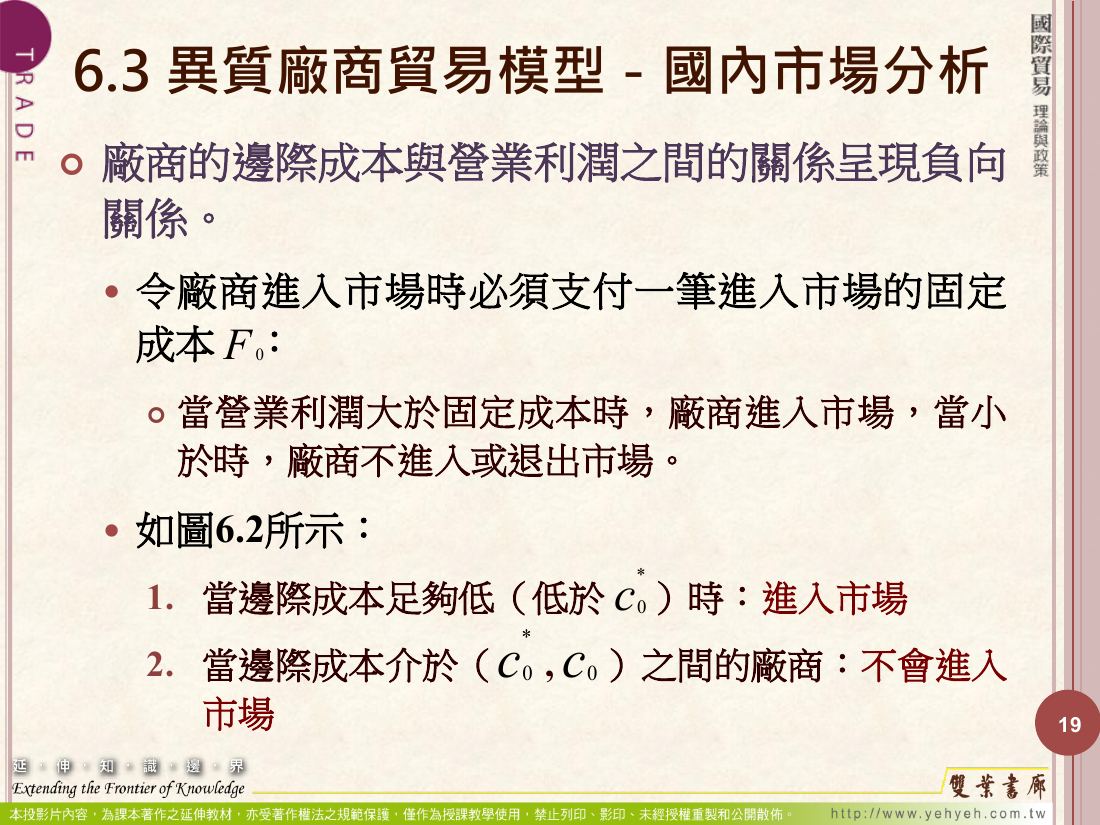 TRADE
國際貿易 理論與政策
6.3 異質廠商貿易模型 - 國內市場分析
廠商的邊際成本與營業利潤之間的關係呈現負向
關係。
• 令廠商進入市場時必須支付一筆進入市場的固定
成本 F₀：
當營業利潤大於固定成本時，廠商進入市場，當小
於時，廠商不進入或退出市場。
• 如圖6.2所示：
1. 當邊際成本足夠低（低於 c₀*）時：進入市場
2. 當邊際成本介於（c₀*, c₀）之間的廠商：不會進入
市場
19
延。伸。知。識。邊。界
Extending the Frontier of Knowledge
雙葉書廊
本投影片內容，為課本著作之延伸教材，亦受著作權法之規範保護，僅作為授課教學使用，禁止列印、影印、未經授權重製和公開散佈。
http://www.yehyeh.com.tw